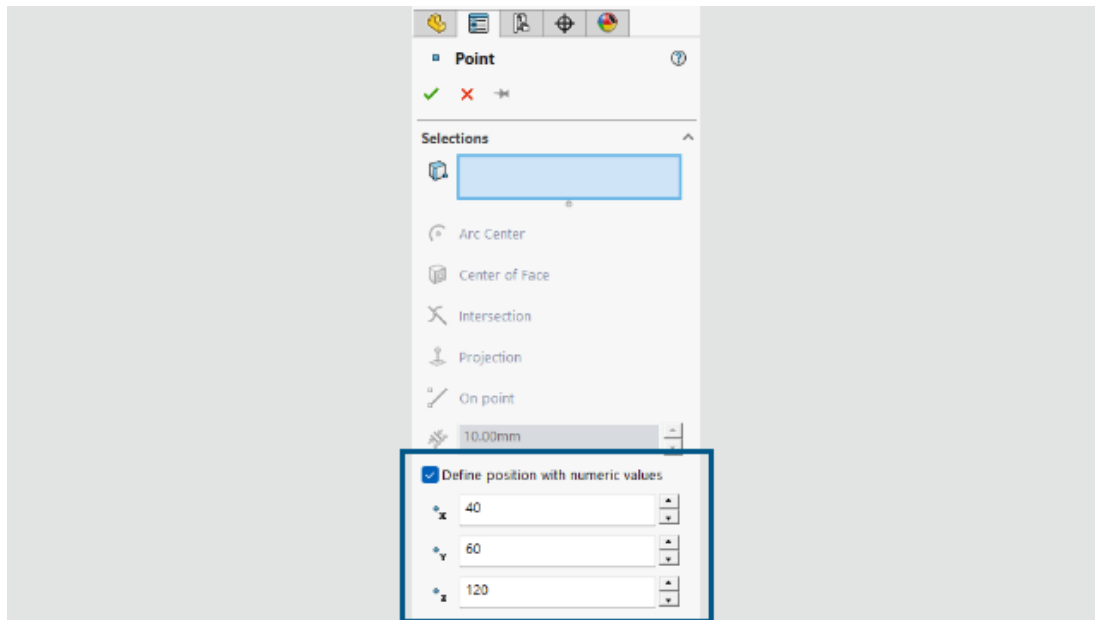 Point
Selections
Arc Center
Center of Face
Intersection
Projection
On point
10.00mm
Define position with numeric values
X 40
Y 60
Z 120